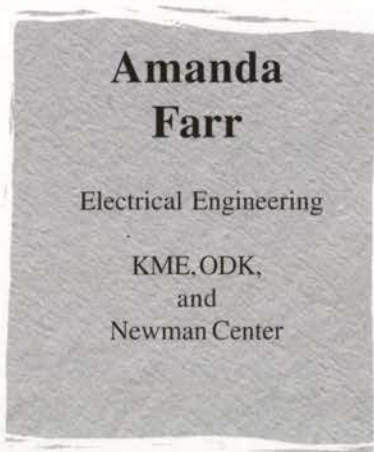 Amanda
Farr
Electrical Engineering
KME, ODK,
and
Newman Center